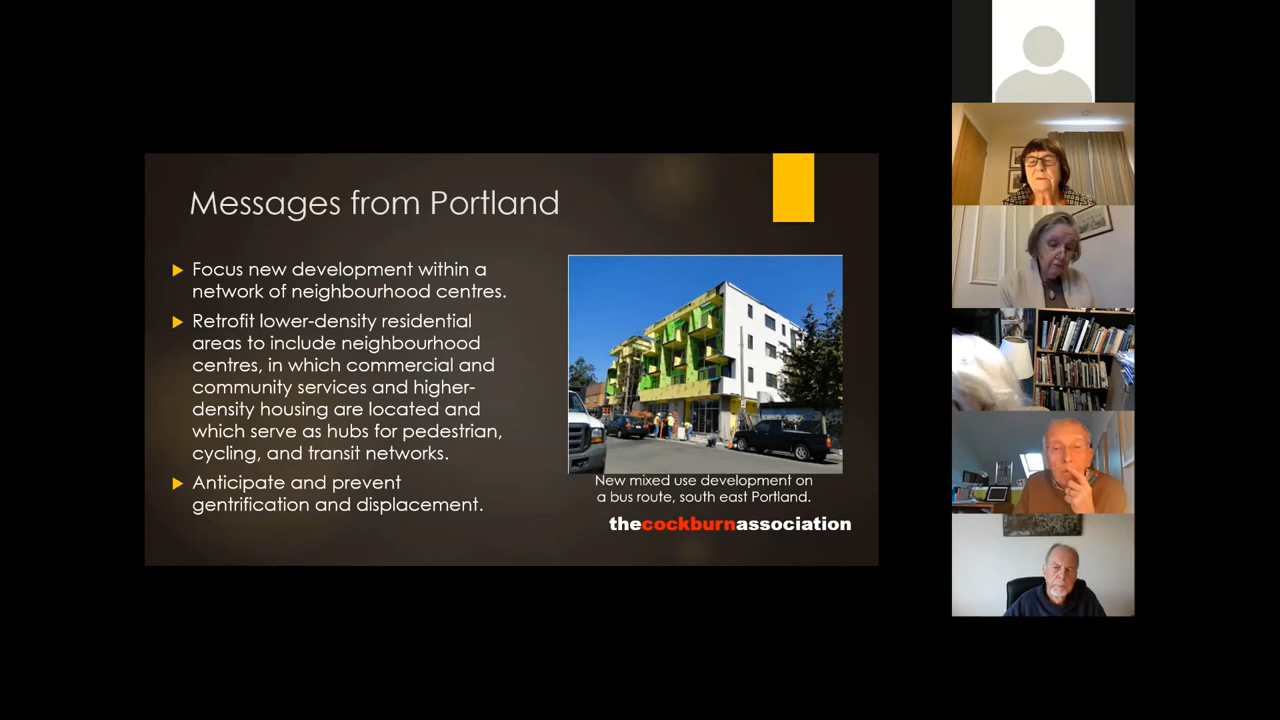 Messages from Portland
Focus new development within a
network of neighbourhood centres.
Retrofit lower-density residential
areas to include neighbourhood
centres, in which commercial and
community services and higher-
density housing are located and
which serve as hubs for pedestrian,
cycling, and transit networks.
Anticipate and prevent
gentrification and displacement.
New mixed use development on
a bus route, south east Portland.
thecockburnassociation